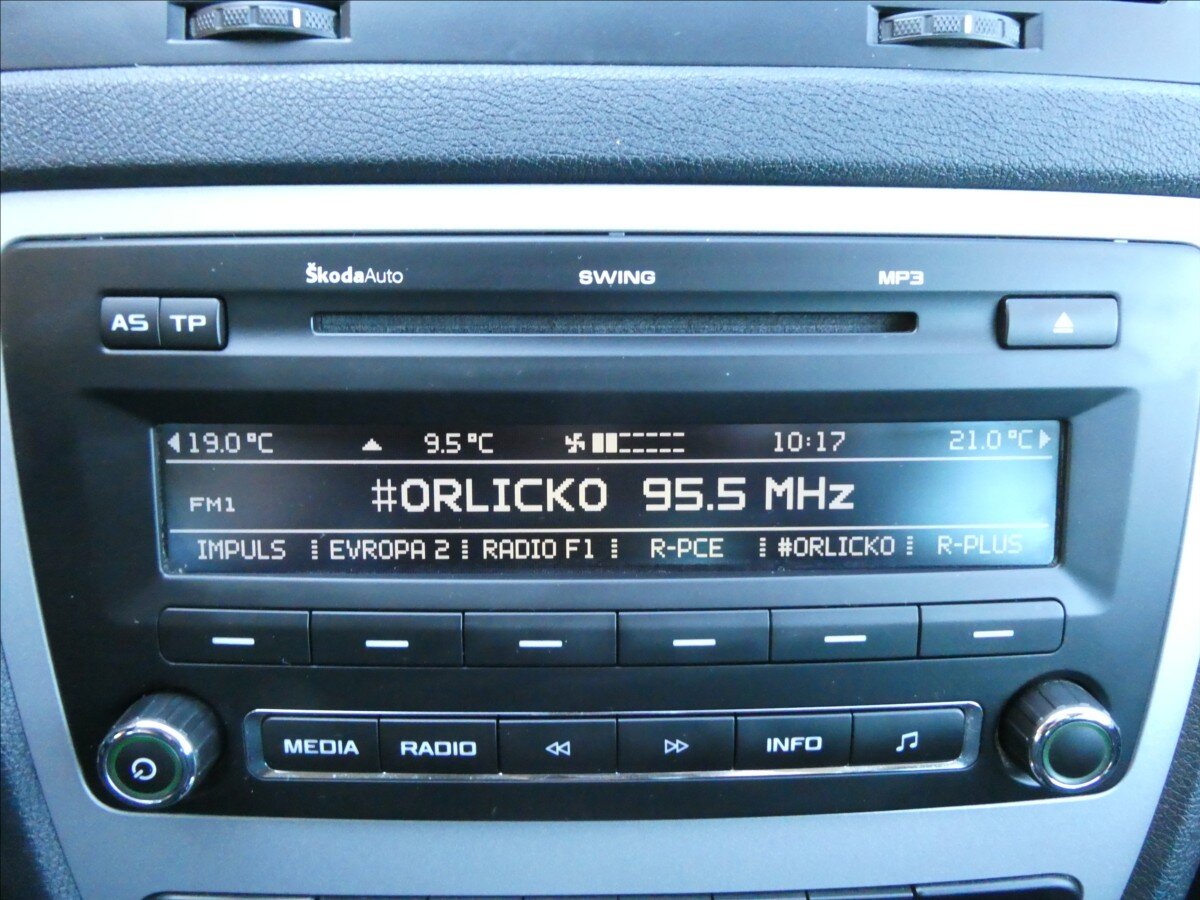 ŠkodaAuto SWING MP3
AS TP
19.0 °C 9.5 °C 10:17 21.0 °C
FM1 #ORLICKO 95.5 MHz
IMPULS EVROPA 2 RADIO F1 R-PCE #ORLICKO R-PLUS
MEDIA RADIO INFO